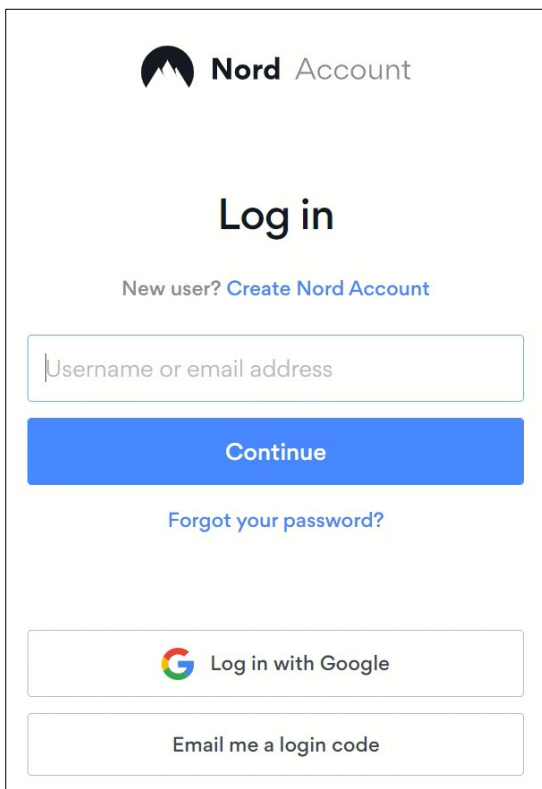 Nord Account
Log in
New user? Create Nord Account
Username or email address
Continue
Forgot your password?
Log in with Google
Email me a login code